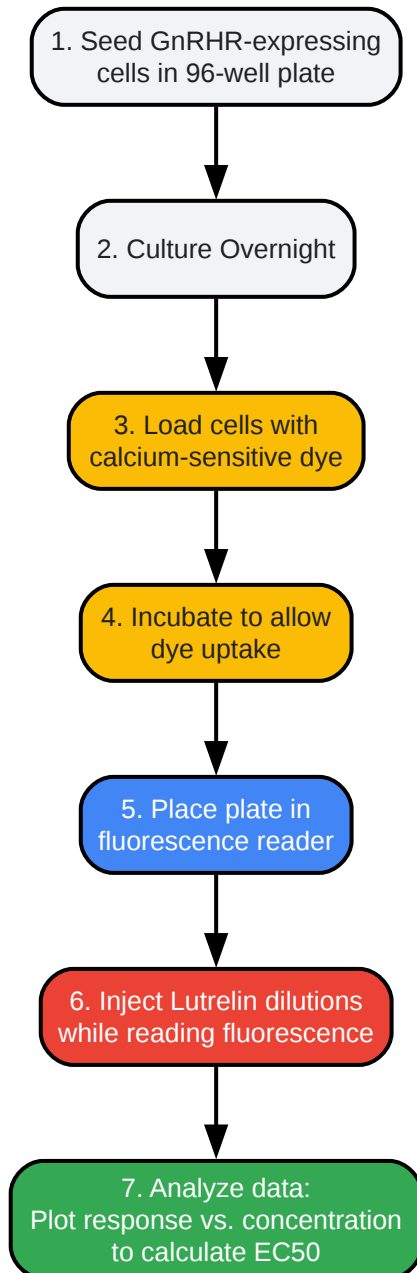 1. Seed GnRHR-expressing
cells in 96-well plate
2. Culture Overnight
3. Load cells with
calcium-sensitive dye
4. Incubate to allow
dye uptake
5. Place plate in
fluorescence reader
6. Inject Lutrelin dilutions
while reading fluorescence
7. Analyze data:
Plot response vs. concentration
to calculate EC50